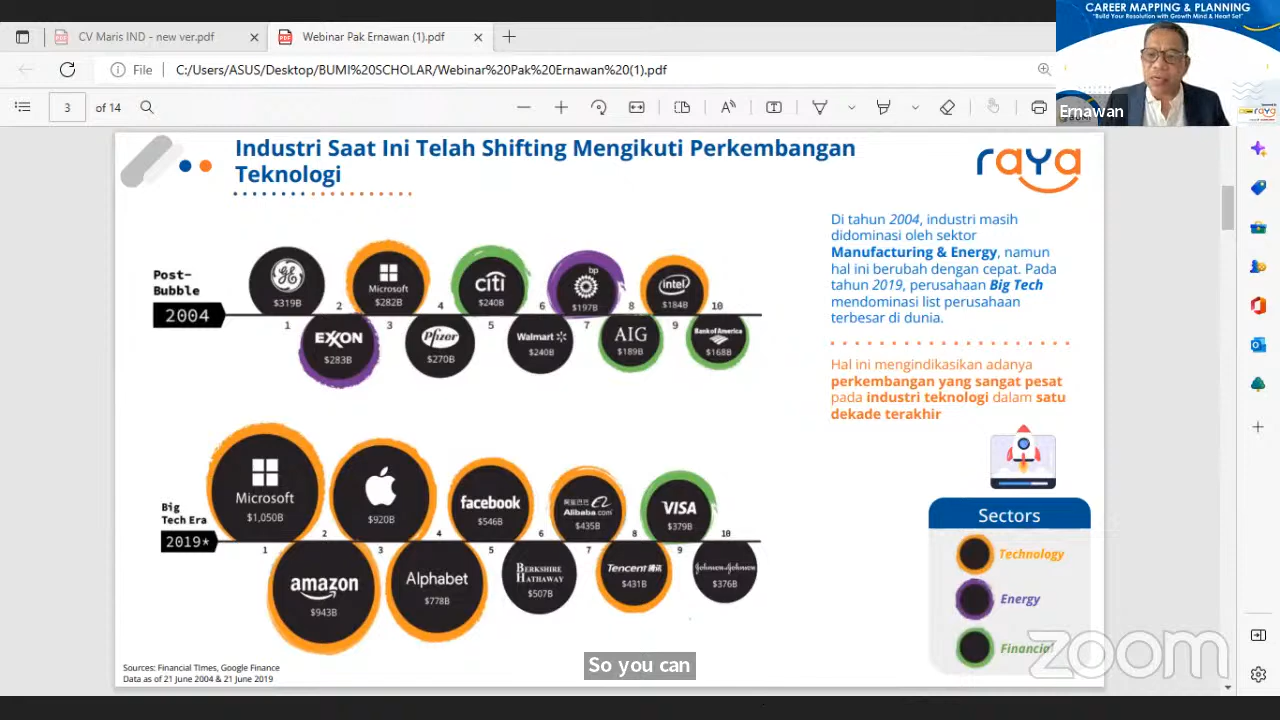 CV Maris IND - new ver.pdf
Webinar Pak Ernawan (1).pdf
File
C:/Users/ASUS/Desktop/BUMI%20SCHOLAR/Webinar%20Pak%20Ernawan%20(1).pdf
3 of 14
CAREER MAPPING & PLANNING
"Build Your Resolution with Growth Mind & Heart Set"
Ernawan
raya
Industri Saat Ini Telah Shifting Mengikuti Perkembangan
Teknologi
raya
Post-
Bubble
2004
GE
$319B
Microsoft
$282B
citi
$240B
bp
$197B
intel
$184B
1 2 3 4 5 6 7 8 9 10
EXXON
$283B
Pfizer
$270B
Walmart
$240B
AIG
$189B
Bank of America
$168B
Big
Tech Era
2019*
Microsoft
$1,050B
$920B
facebook
$546B
阿里巴巴
Alibaba.com
$435B
VISA
$379B
1 2 3 4 5 6 7 8 9 10
amazon
$943B
Alphabet
$778B
BERKSHIRE
HATHAWAY
$507B
Tencent 腾讯
$431B
Johnson & Johnson
$376B
Di tahun 2004, industri masih
didominasi oleh sektor
Manufacturing & Energy, namun
hal ini berubah dengan cepat. Pada
tahun 2019, perusahaan Big Tech
mendominasi list perusahaan
terbesar di dunia.
Hal ini mengindikasikan adanya
perkembangan yang sangat pesat
pada industri teknologi dalam satu
dekade terakhir
Sectors
Technology
Energy
Financial
Sources: Financial TImes, Google Finance
Data as of 21 June 2004 & 21 June 2019
So you can
zoom